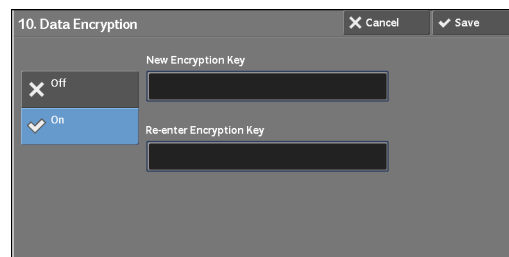 10. Data Encryption
Cancel
Save
New Encryption Key
Off
On
Re-enter Encryption Key